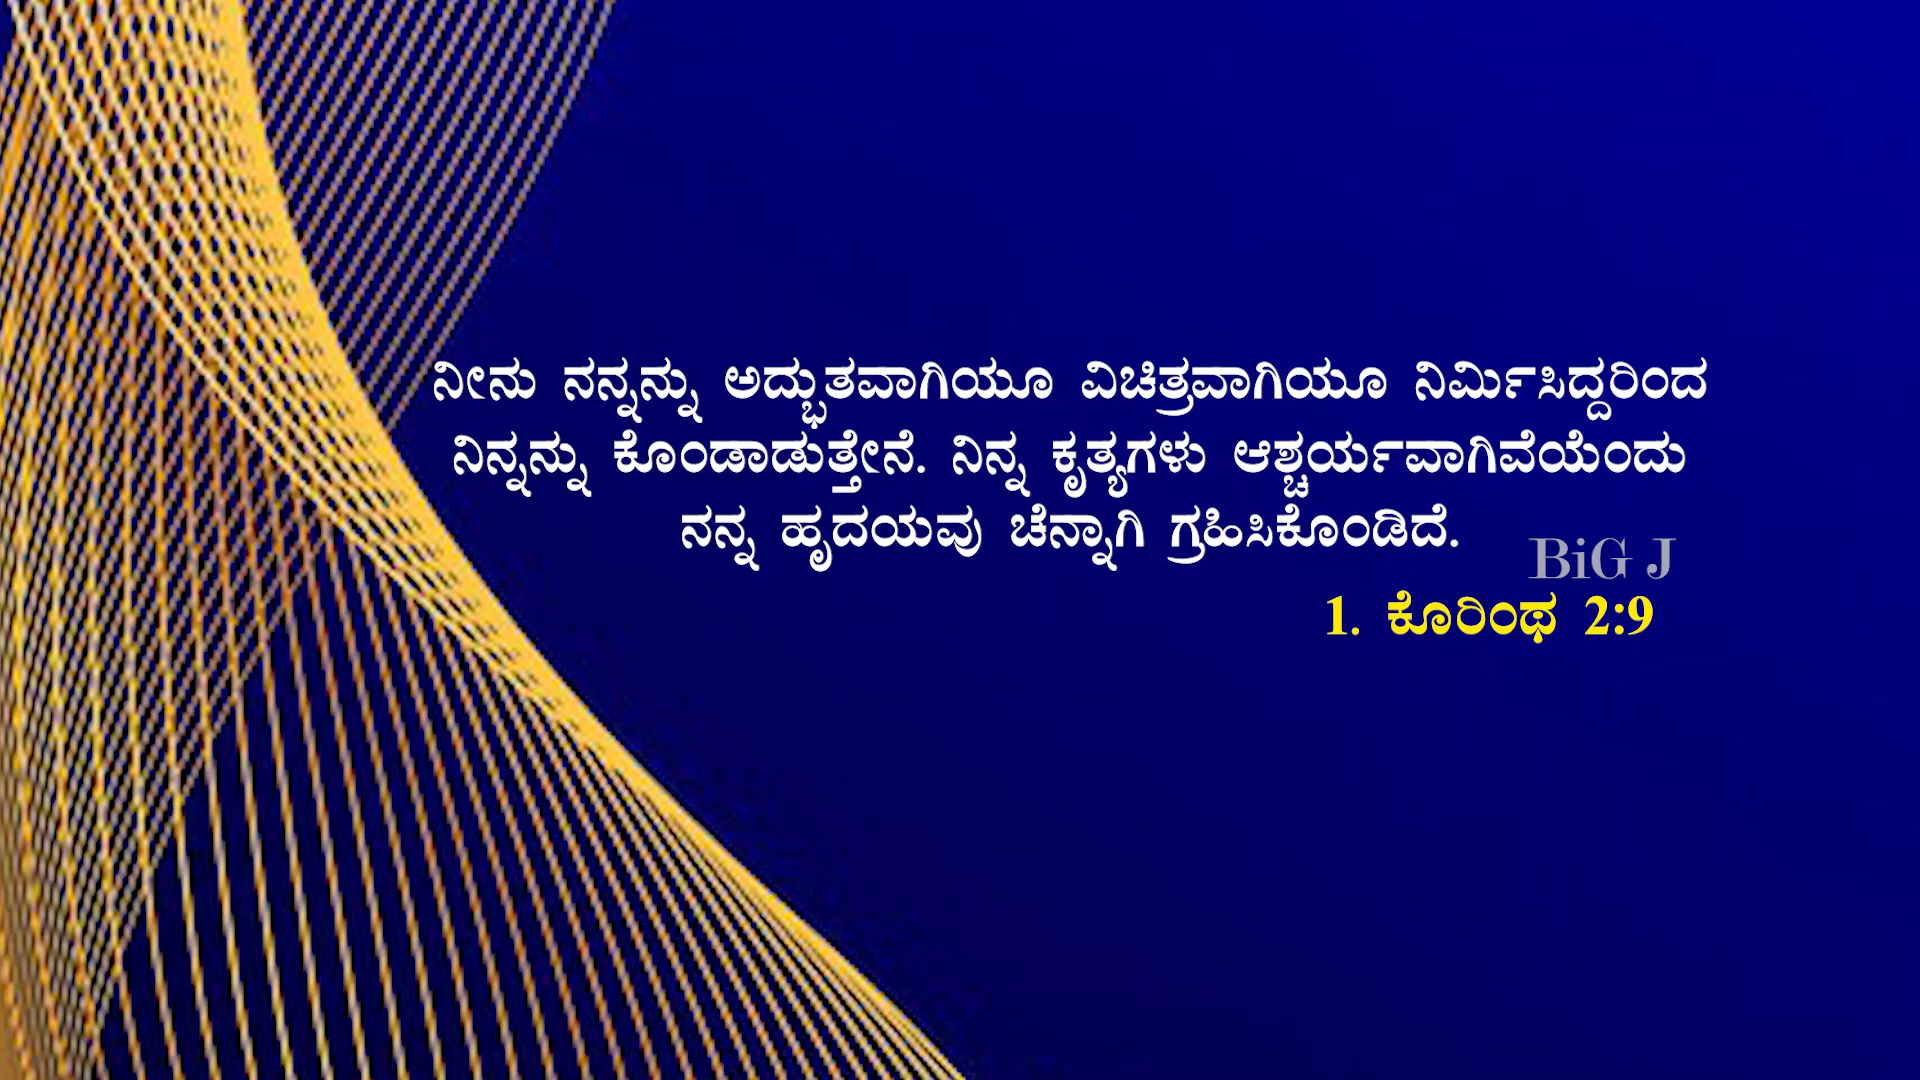 ನೀನು ನನ್ನನ್ನು ಅದ್ಭುತವಾಗಿಯೂ ವಿಚಿತ್ರವಾಗಿಯೂ ನಿರ್ಮಿಸಿದ್ದರಿಂದ
ನಿನ್ನನ್ನು ಕೊಂಡಾಡುತ್ತೇನೆ. ನಿನ್ನ ಕೃತ್ಯಗಳು ಆಶ್ಚರ್ಯವಾಗಿವೆಯೆಂದು
ನನ್ನ ಹೃದಯವು ಚೆನ್ನಾಗಿ ಗ್ರಹಿಸಿಕೊಂಡಿದೆ.
BiG J
1. ಕೊರಿಂಥ 2:9